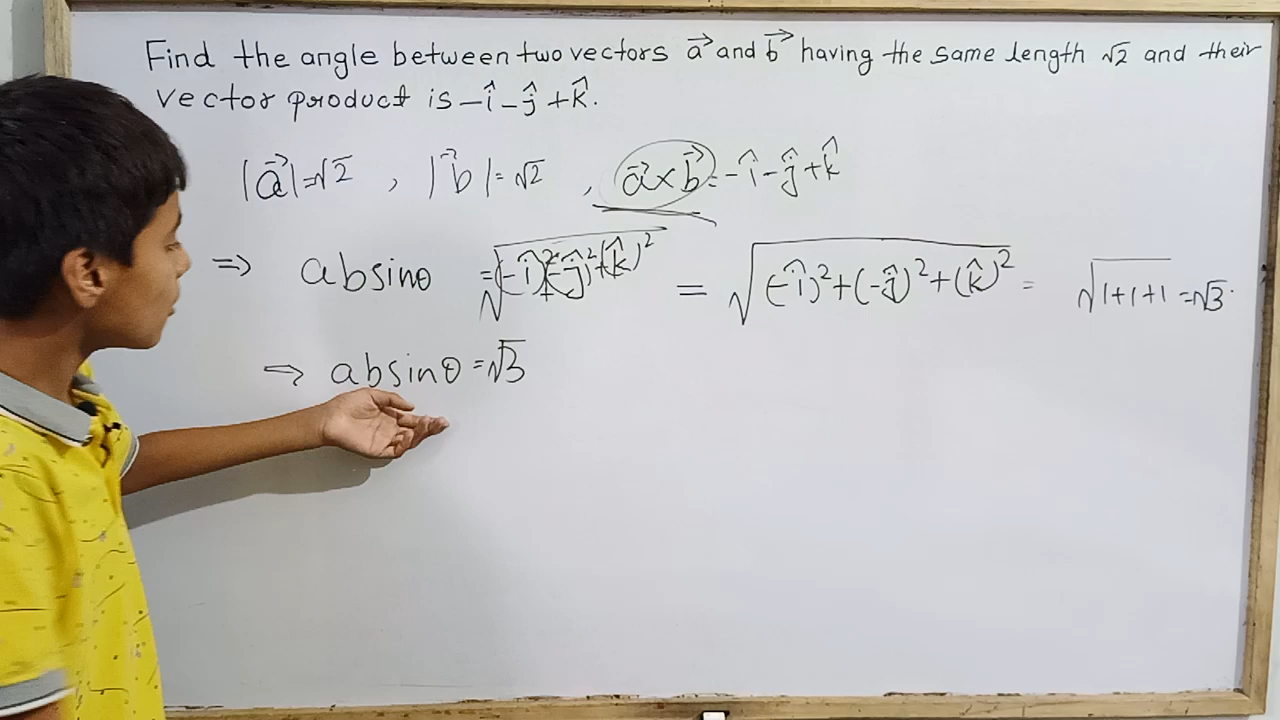 Find the angle between two vectors a⃗ and b⃗ having the same length √2 and their
vector product is -î-ĵ+k̂.
|a⃗|=√2 , |b⃗|=√2 , a⃗×b⃗=-î-ĵ+k̂
⇒ absinθ =√(-î)²+(-ĵ)²+(k̂)² = √(-î)²+(-ĵ)²+(k̂)² = √1+1+1=√3.
⇒ absinθ=√3